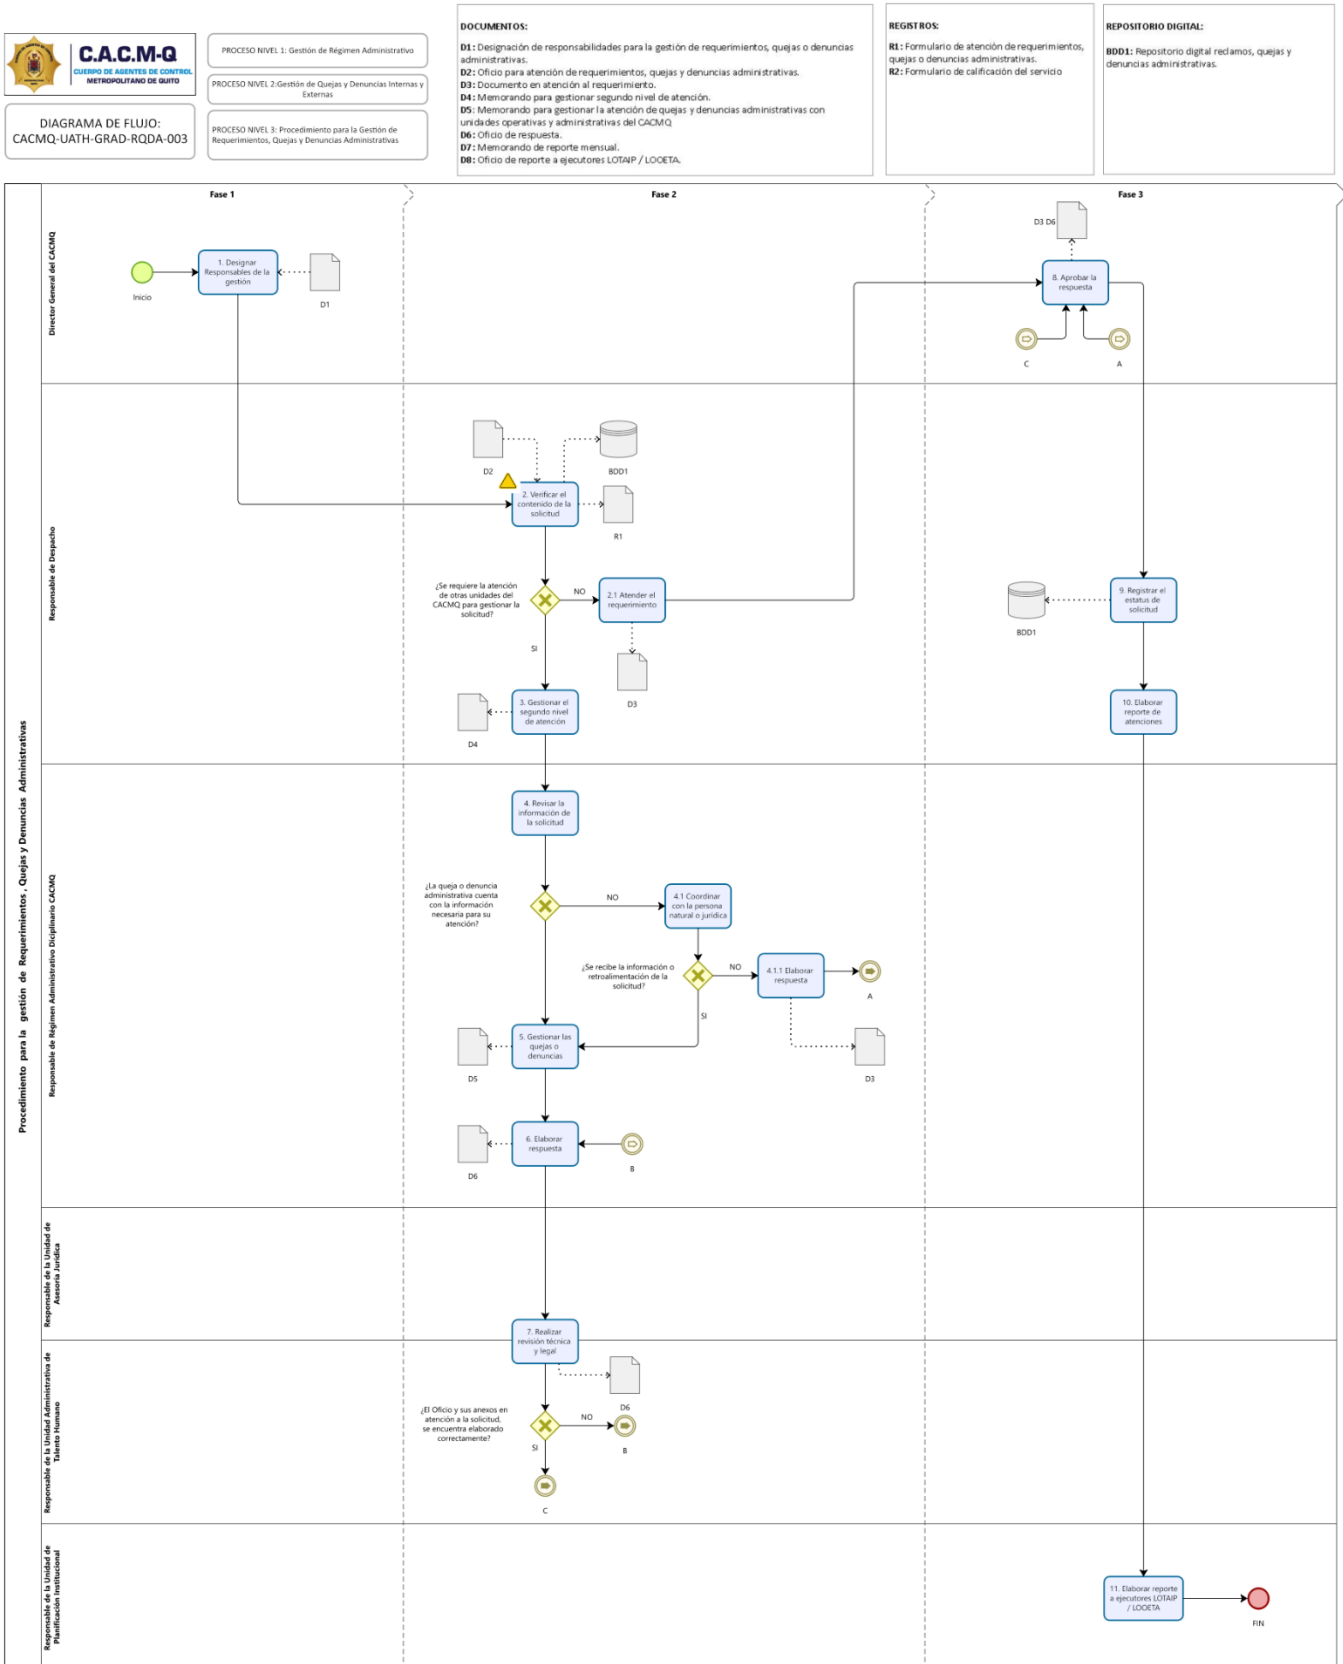 C.A.C.M-Q
CUERPO DE AGENTES DE CONTROL
METROPOLITANO DE QUITO
DIAGRAMA DE FLUJO:
CACMQ-UATH-GRAD-RQDA-003
PROCESO NIVEL 1: Gestión de Régimen Administrativo
PROCESO NIVEL 2:Gestión de Quejas y Denuncias Internas y
Externas
PROCESO NIVEL 3: Procedimiento para la Gestión de
Requerimientos, Quejas y Denuncias Administrativas
DOCUMENTOS:
D1: Designación de responsabilidades para la gestión de requerimientos, quejas o denuncias
administrativas.
D2: Oficio para atención de requerimientos, quejas y denuncias administrativas.
D3: Documento en atención al requerimiento.
D4: Memorando para gestionar segundo nivel de atención.
D5: Memorando para gestionar la atención de quejas y denuncias administrativas con
unidades operativas y administrativas del CACMQ
D6: Oficio de respuesta.
D7: Memorando de reporte mensual.
D8: Oficio de reporte a ejecutores LOTAIP / LOOETA.
REGISTROS:
R1: Formulario de atención de requerimientos,
quejas o denuncias administrativas.
R2: Formulario de calificación del servicio
REPOSITORIO DIGITAL:
BDD1: Repositorio digital reclamos, quejas y
denuncias administrativas.
Procedimiento para la gestión de Requerimientos, Quejas y Denuncias Administrativas
Fase 1
Fase 2
Fase 3
Director General del CACMQ
Inicio
1. Designar
Responsables de la
gestión
D1
D3 D6
8. Aprobar la
respuesta
C
A
Responsable de Despacho
D2
BDD1
2. Verificar el
contenido de la
solicitud
R1
¿Se requiere la atención
de otras unidades del
CACMQ para gestionar la
solicitud?
NO
2.1 Atender el
requerimiento
SI
D3
3. Gestionar el
segundo nivel
de atención
D4
9. Registrar el
estatus de
solicitud
BDD1
10. Elaborar
reporte de
atenciones
Responsable de Régimen Administrativo Diciplinario CACMQ
4. Revisar la
información de
la solicitud
¿La queja o denuncia
administrativa cuenta
con la información
necesaria para su
atención?
NO
4.1 Coordinar
con la persona
natural o jurídica
¿Se recibe la información o
retroalimentación de la
solicitud?
NO
4.1.1 Elaborar
respuesta
A
SI
D3
5. Gestionar las
quejas o
denuncias
D5
6. Elaborar
respuesta
D6
B
Responsable de la Unidad de
Asesoría Jurídica
7. Realizar
revisión técnica
y legal
Responsable de la Unidad Administrativa de
Talento Humano
D6
¿El Oficio y sus anexos en
atención a la solicitud,
se encuentra elaborado
correctamente?
NO
B
SI
C
Responsable de la Unidad de
Planificación Institucional
11. Elaborar reporte
a ejecutores LOTAIP
/ LOOETA
FIN